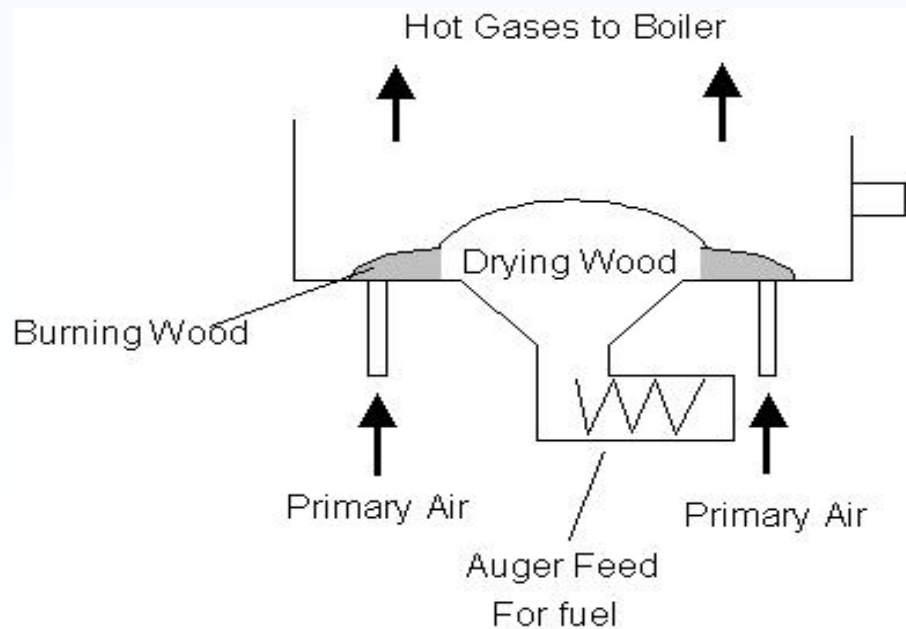 Hot Gases to Boiler
Drying Wood
Burning Wood
Primary Air
Primary Air
Auger Feed
For fuel